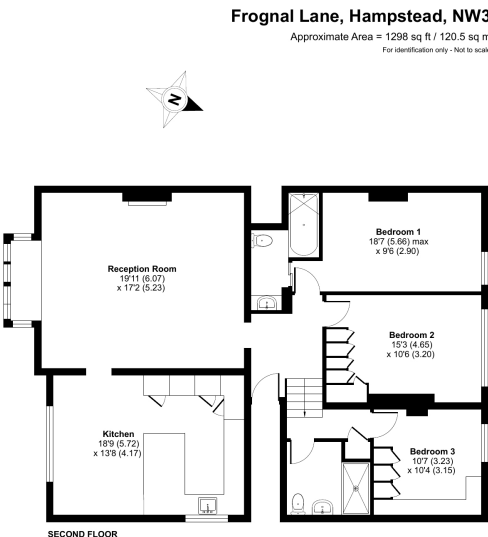 Frognal Lane, Hampstead, NW3
Approximate Area = 1298 sq ft / 120.5 sq m
For identification only - Not to scale
N
Bedroom 1
18'7 (5.66) max
x 9'6 (2.90)
Reception Room
19'11 (6.07)
x 17'2 (5.23)
Bedroom 2
15'3 (4.65)
x 10'6 (3.20)
Kitchen
18'9 (5.72)
x 13'8 (4.17)
Bedroom 3
10'7 (3.23)
x 10'4 (3.15)
SECOND FLOOR